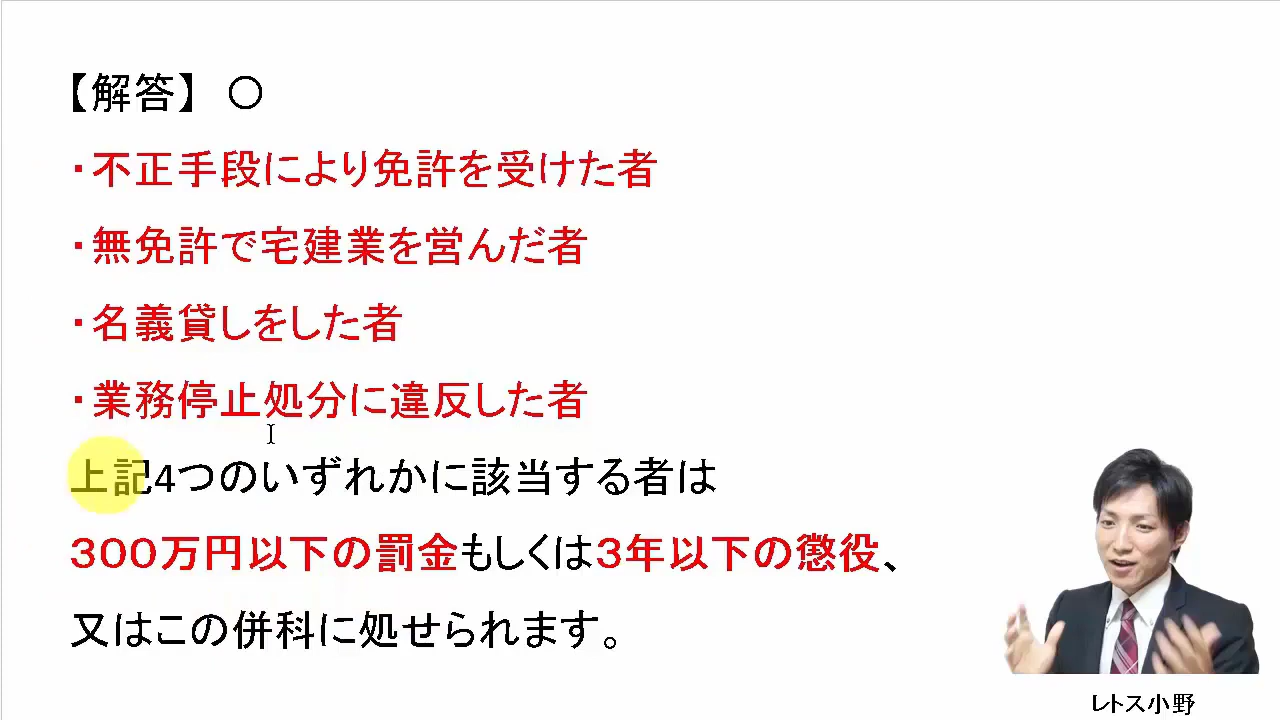 【解答】 〇
・不正手段により免許を受けた者
・無免許で宅建業を営んだ者
・名義貸しをした者
・業務停止処分に違反した者
上記4つのいずれかに該当する者は
３００万円以下の罰金もしくは３年以下の懲役、
又はこの併科に処せられます。
レトス小野